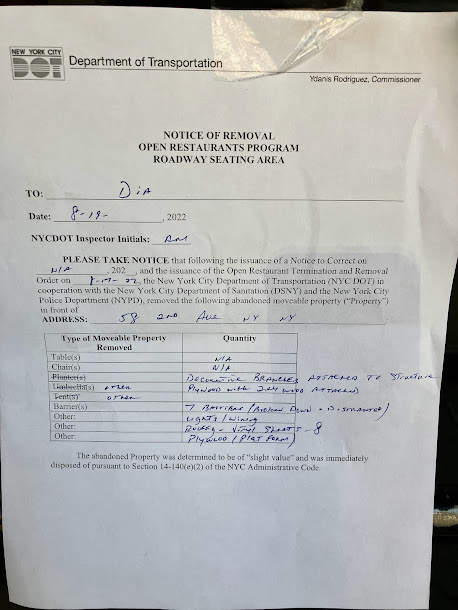 NEW YORK CITY
DOT
Department of Transportation
Ydanis Rodriguez, Commissioner
NOTICE OF REMOVAL
OPEN RESTAURANTS PROGRAM
ROADWAY SEATING AREA
TO: DiA
Date: 8-19- , 2022
NYCDOT Inspector Initials: RM
PLEASE TAKE NOTICE that following the issuance of a Notice to Correct on
N/A , 202 , and the issuance of the Open Restaurant Termination and Removal
Order on 22, the New York City Department of Transportation (NYC DOT) in
cooperation with the New York City Department of Sanitation (DSNY) and the New York City
Police Department (NYPD), removed the following abandoned moveable property ("Property")
in front of
ADDRESS: 58 2nd Ave NY NY
Type of Moveable Property Removed Quantity
Table(s) N/A
Chair(s) N/A
Planter(s) DECORATIVE BRANCHES ATTACHED TO Structure
Umbrella(s) other Plywood with 2x4 wood ATTACHED
Tent(s) other
Barrier(s) 7 BARRIERS (Broken Down - Dismantled)
Other: Lights / Wiring
Other: Vinyl Sheets - 8
Other: Plywood / Platform
The abandoned Property was determined to be of "slight value" and was immediately
disposed of pursuant to Section 14-140(e)(2) of the NYC Administrative Code.